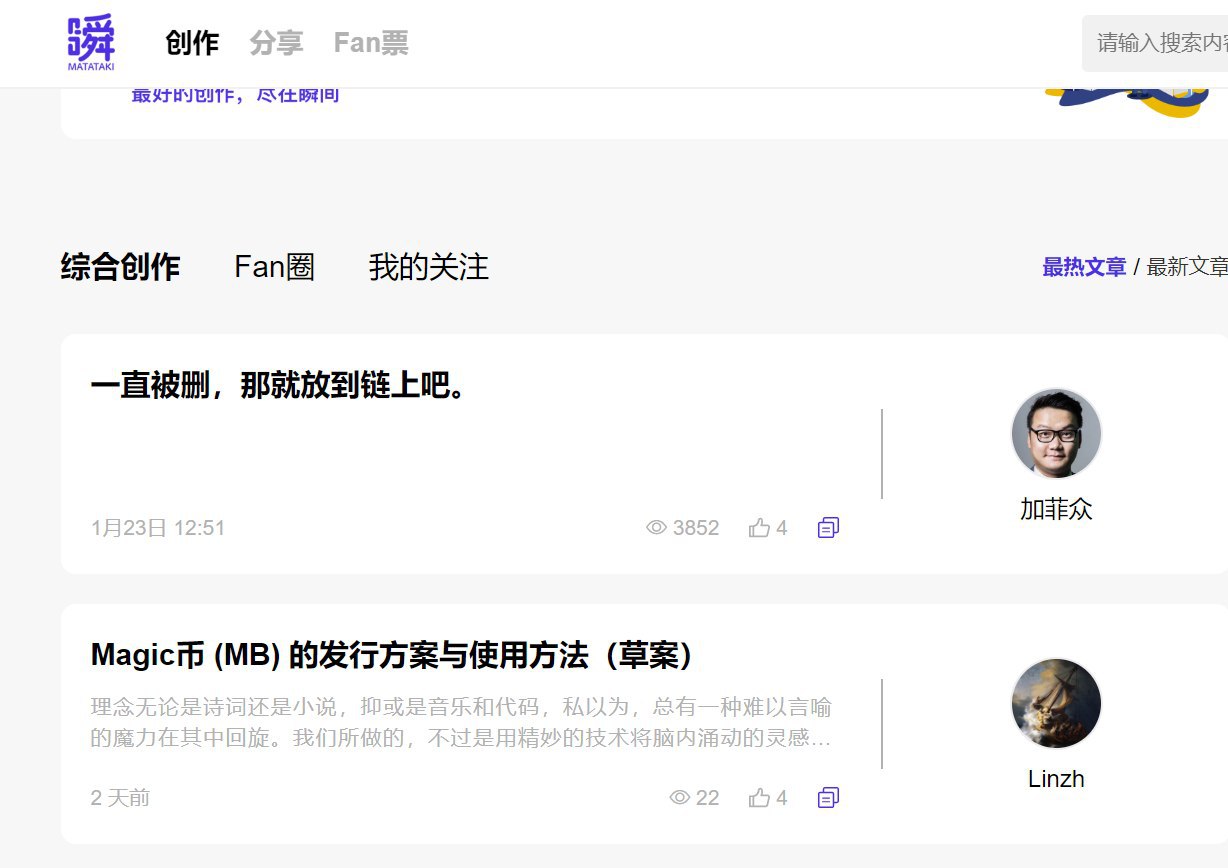 瞬
MATATAKI
创作 分享 Fan票
请输入搜索内容
最好的创作，尽在瞬间
综合创作 Fan圈 我的关注
最热文章 / 最新文章
一直被删，那就放到链上吧。
1月23日 12:51
3852 4
加菲众
Magic币 (MB) 的发行方案与使用方法（草案）
理念无论是诗词还是小说，抑或是音乐和代码，私以为，总有一种难以言喻
的魔力在其中回旋。我们所做的，不过是用精妙的技术将脑内涌动的灵感...
2 天前
22 4
Linzh